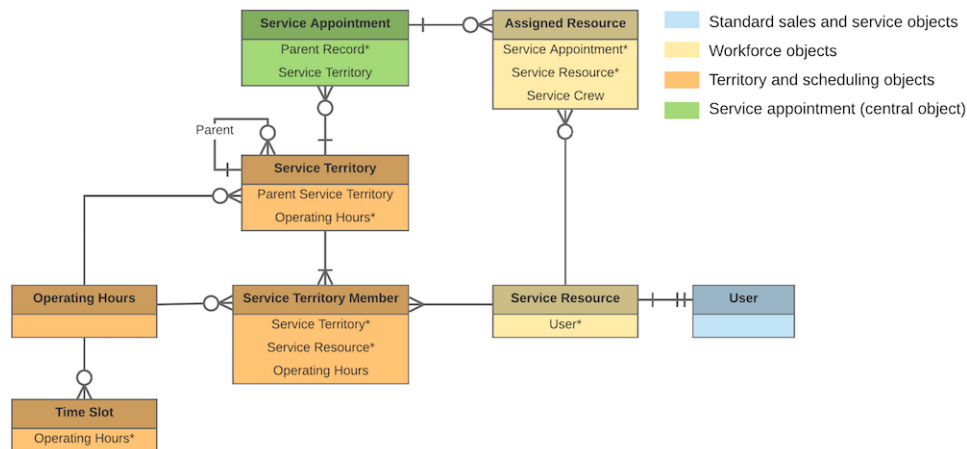 Service Appointment
Parent Record*
Service Territory
Assigned Resource
Service Appointment*
Service Resource*
Service Crew
Standard sales and service objects
Workforce objects
Territory and scheduling objects
Service appointment (central object)
Parent
Service Territory
Parent Service Territory
Operating Hours*
Operating Hours
Service Territory Member
Service Territory*
Service Resource*
Operating Hours
Service Resource
User*
User
Time Slot
Operating Hours*